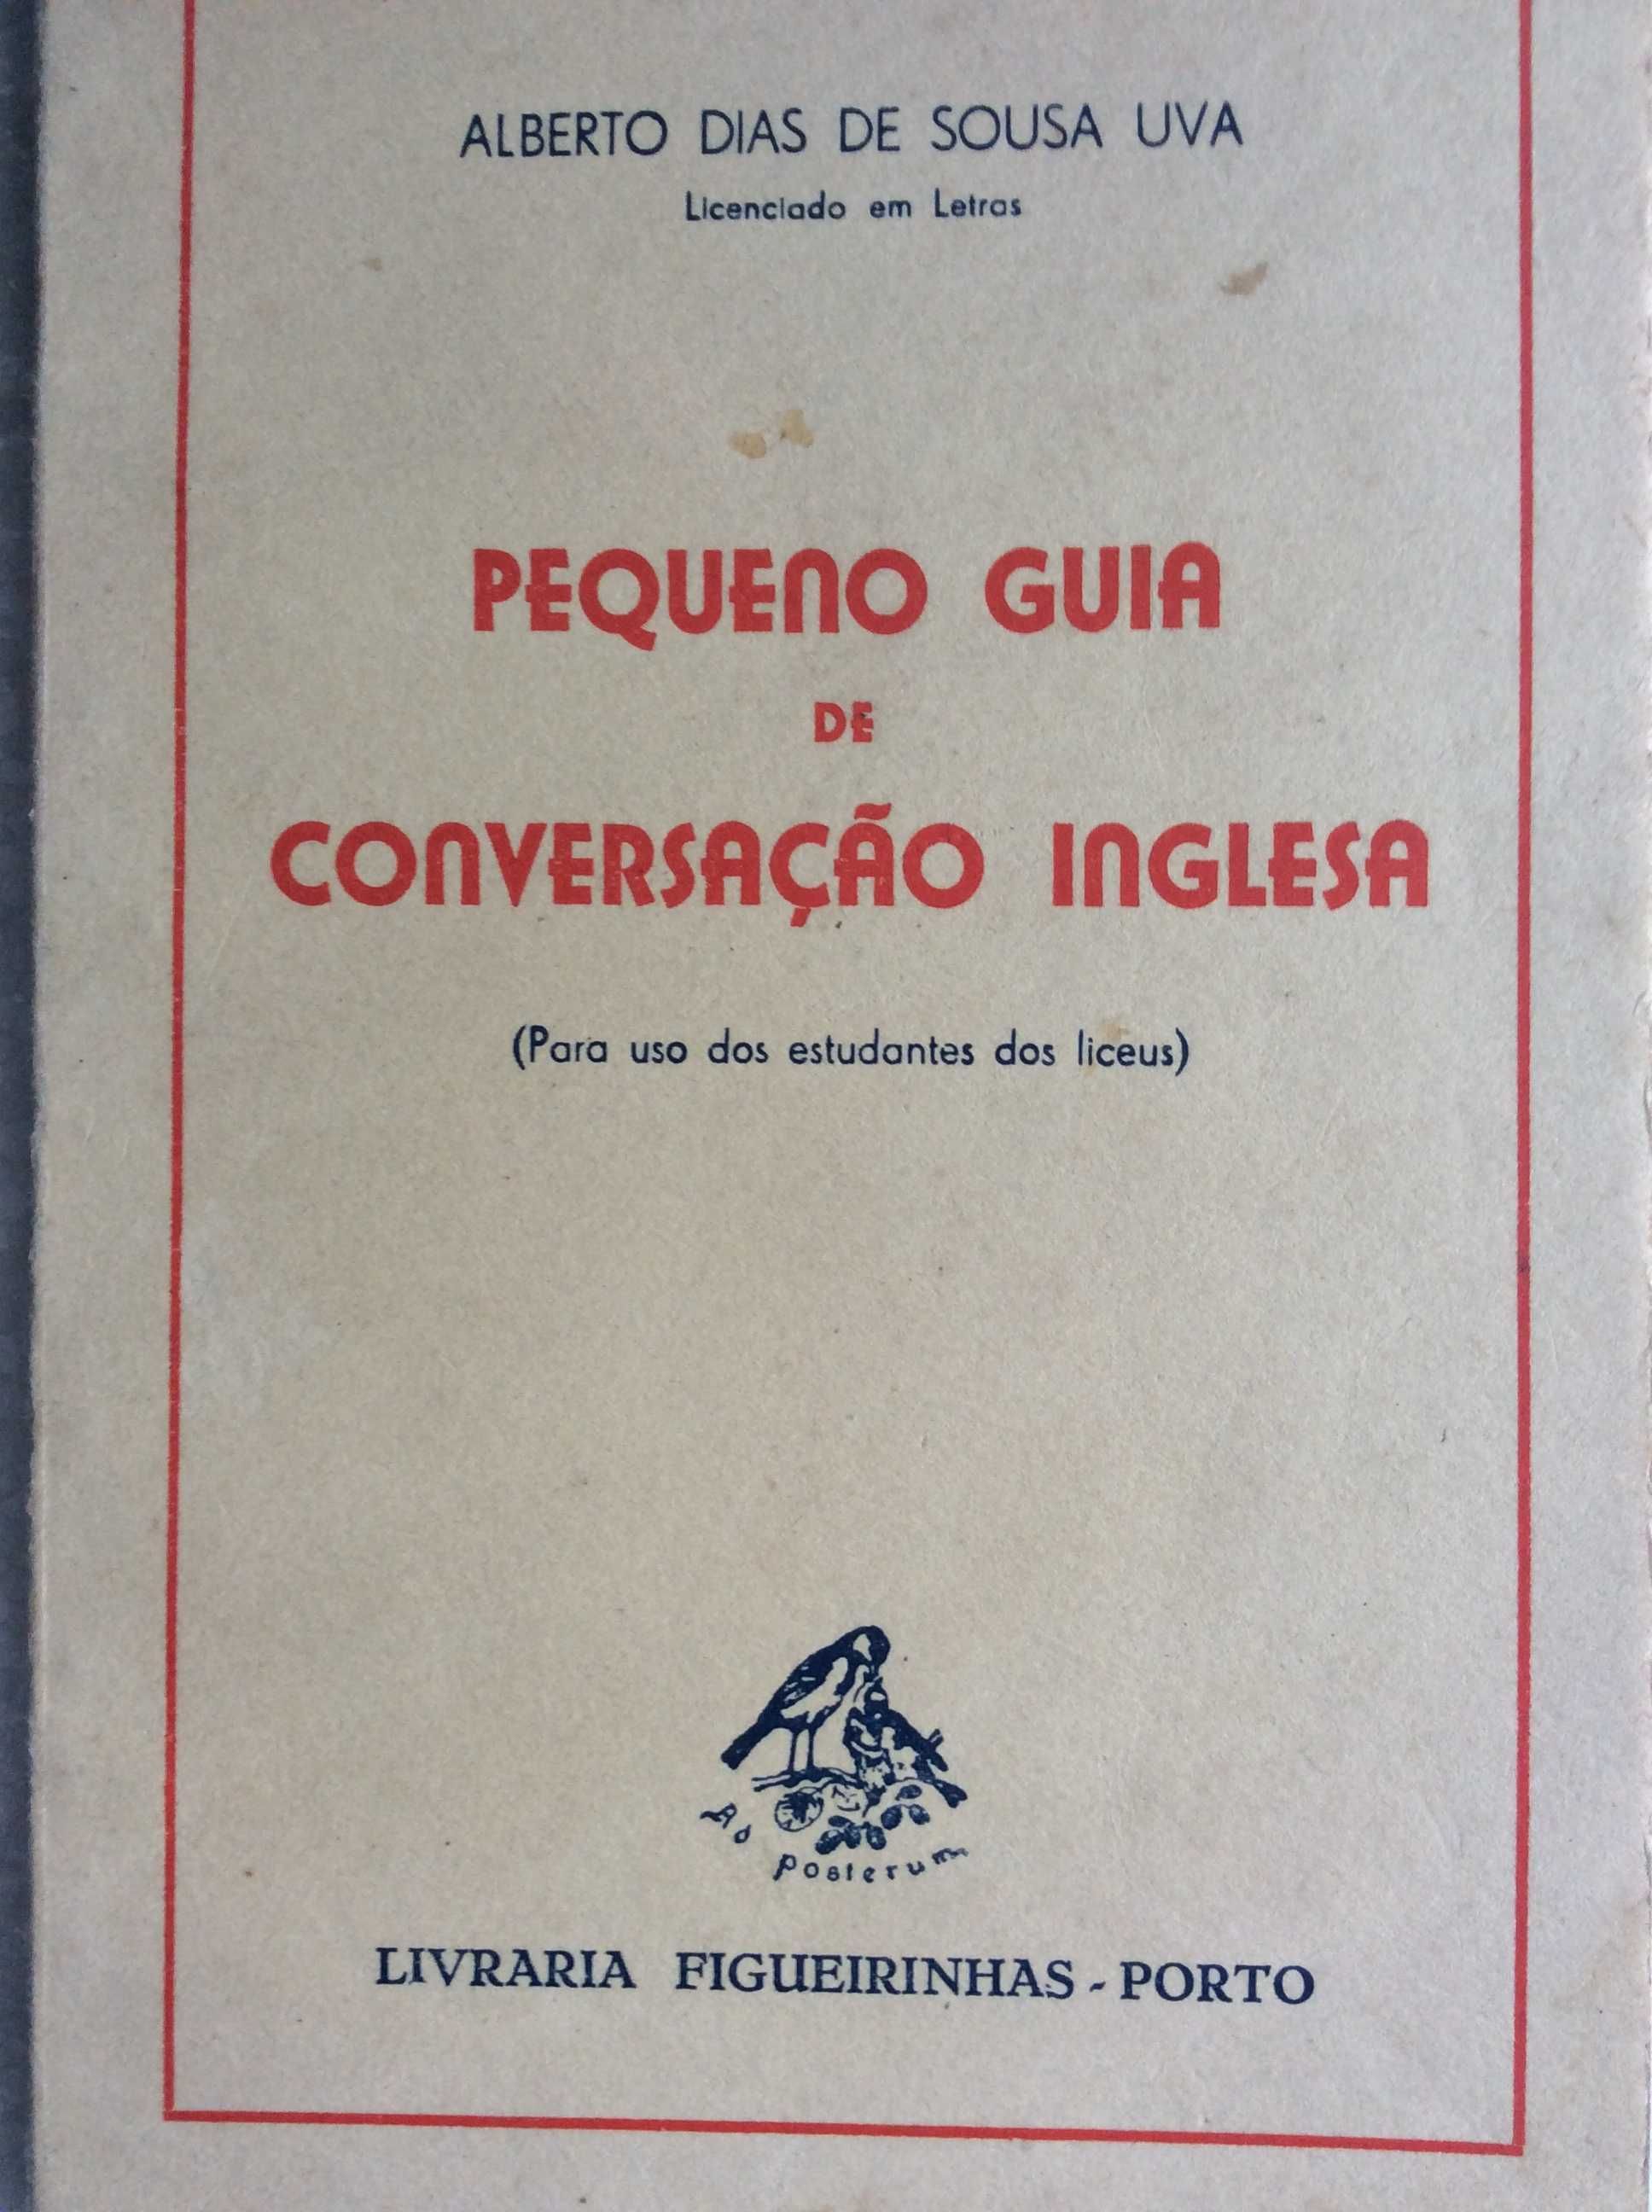 ALBERTO DIAS DE SOUSA UVA
Licenciado em Letras
PEQUENO GUIA
DE
CONVERSAÇÃO INGLESA
(Para uso dos estudantes dos liceus)
Ad Posterum
LIVRARIA FIGUEIRINHAS - PORTO